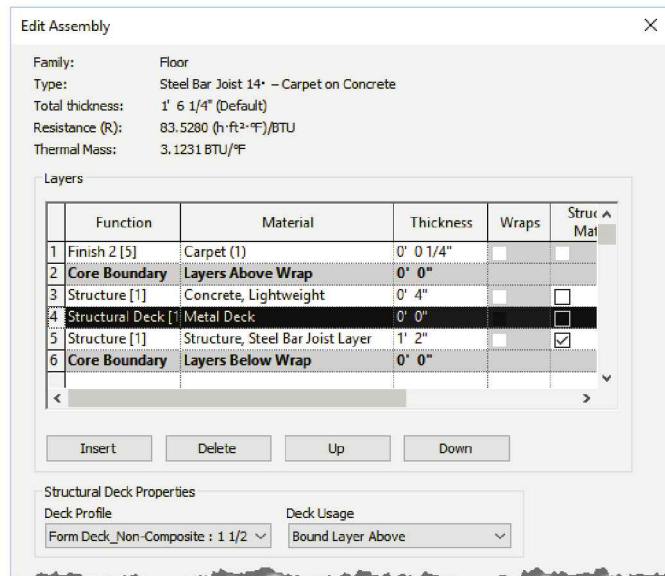 Edit Assembly
Family: Floor
Type: Steel Bar Joist 14" – Carpet on Concrete
Total thickness: 1' 6 1/4" (Default)
Resistance (R): 83.5280 (h·ft²·°F)/BTU
Thermal Mass: 3.1231 BTU/°F
Layers
Function Material Thickness Wraps Struc Mat
1 Finish 2 [5] Carpet (1) 0' 0 1/4"
2 Core Boundary Layers Above Wrap 0' 0"
3 Structure [1] Concrete, Lightweight 0' 4"
4 Structural Deck [1 Metal Deck 0' 0"
5 Structure [1] Structure, Steel Bar Joist Layer 1' 2"
6 Core Boundary Layers Below Wrap 0' 0"
Insert Delete Up Down
Structural Deck Properties
Deck Profile Deck Usage
Form Deck_Non-Composite : 1 1/2 Bound Layer Above